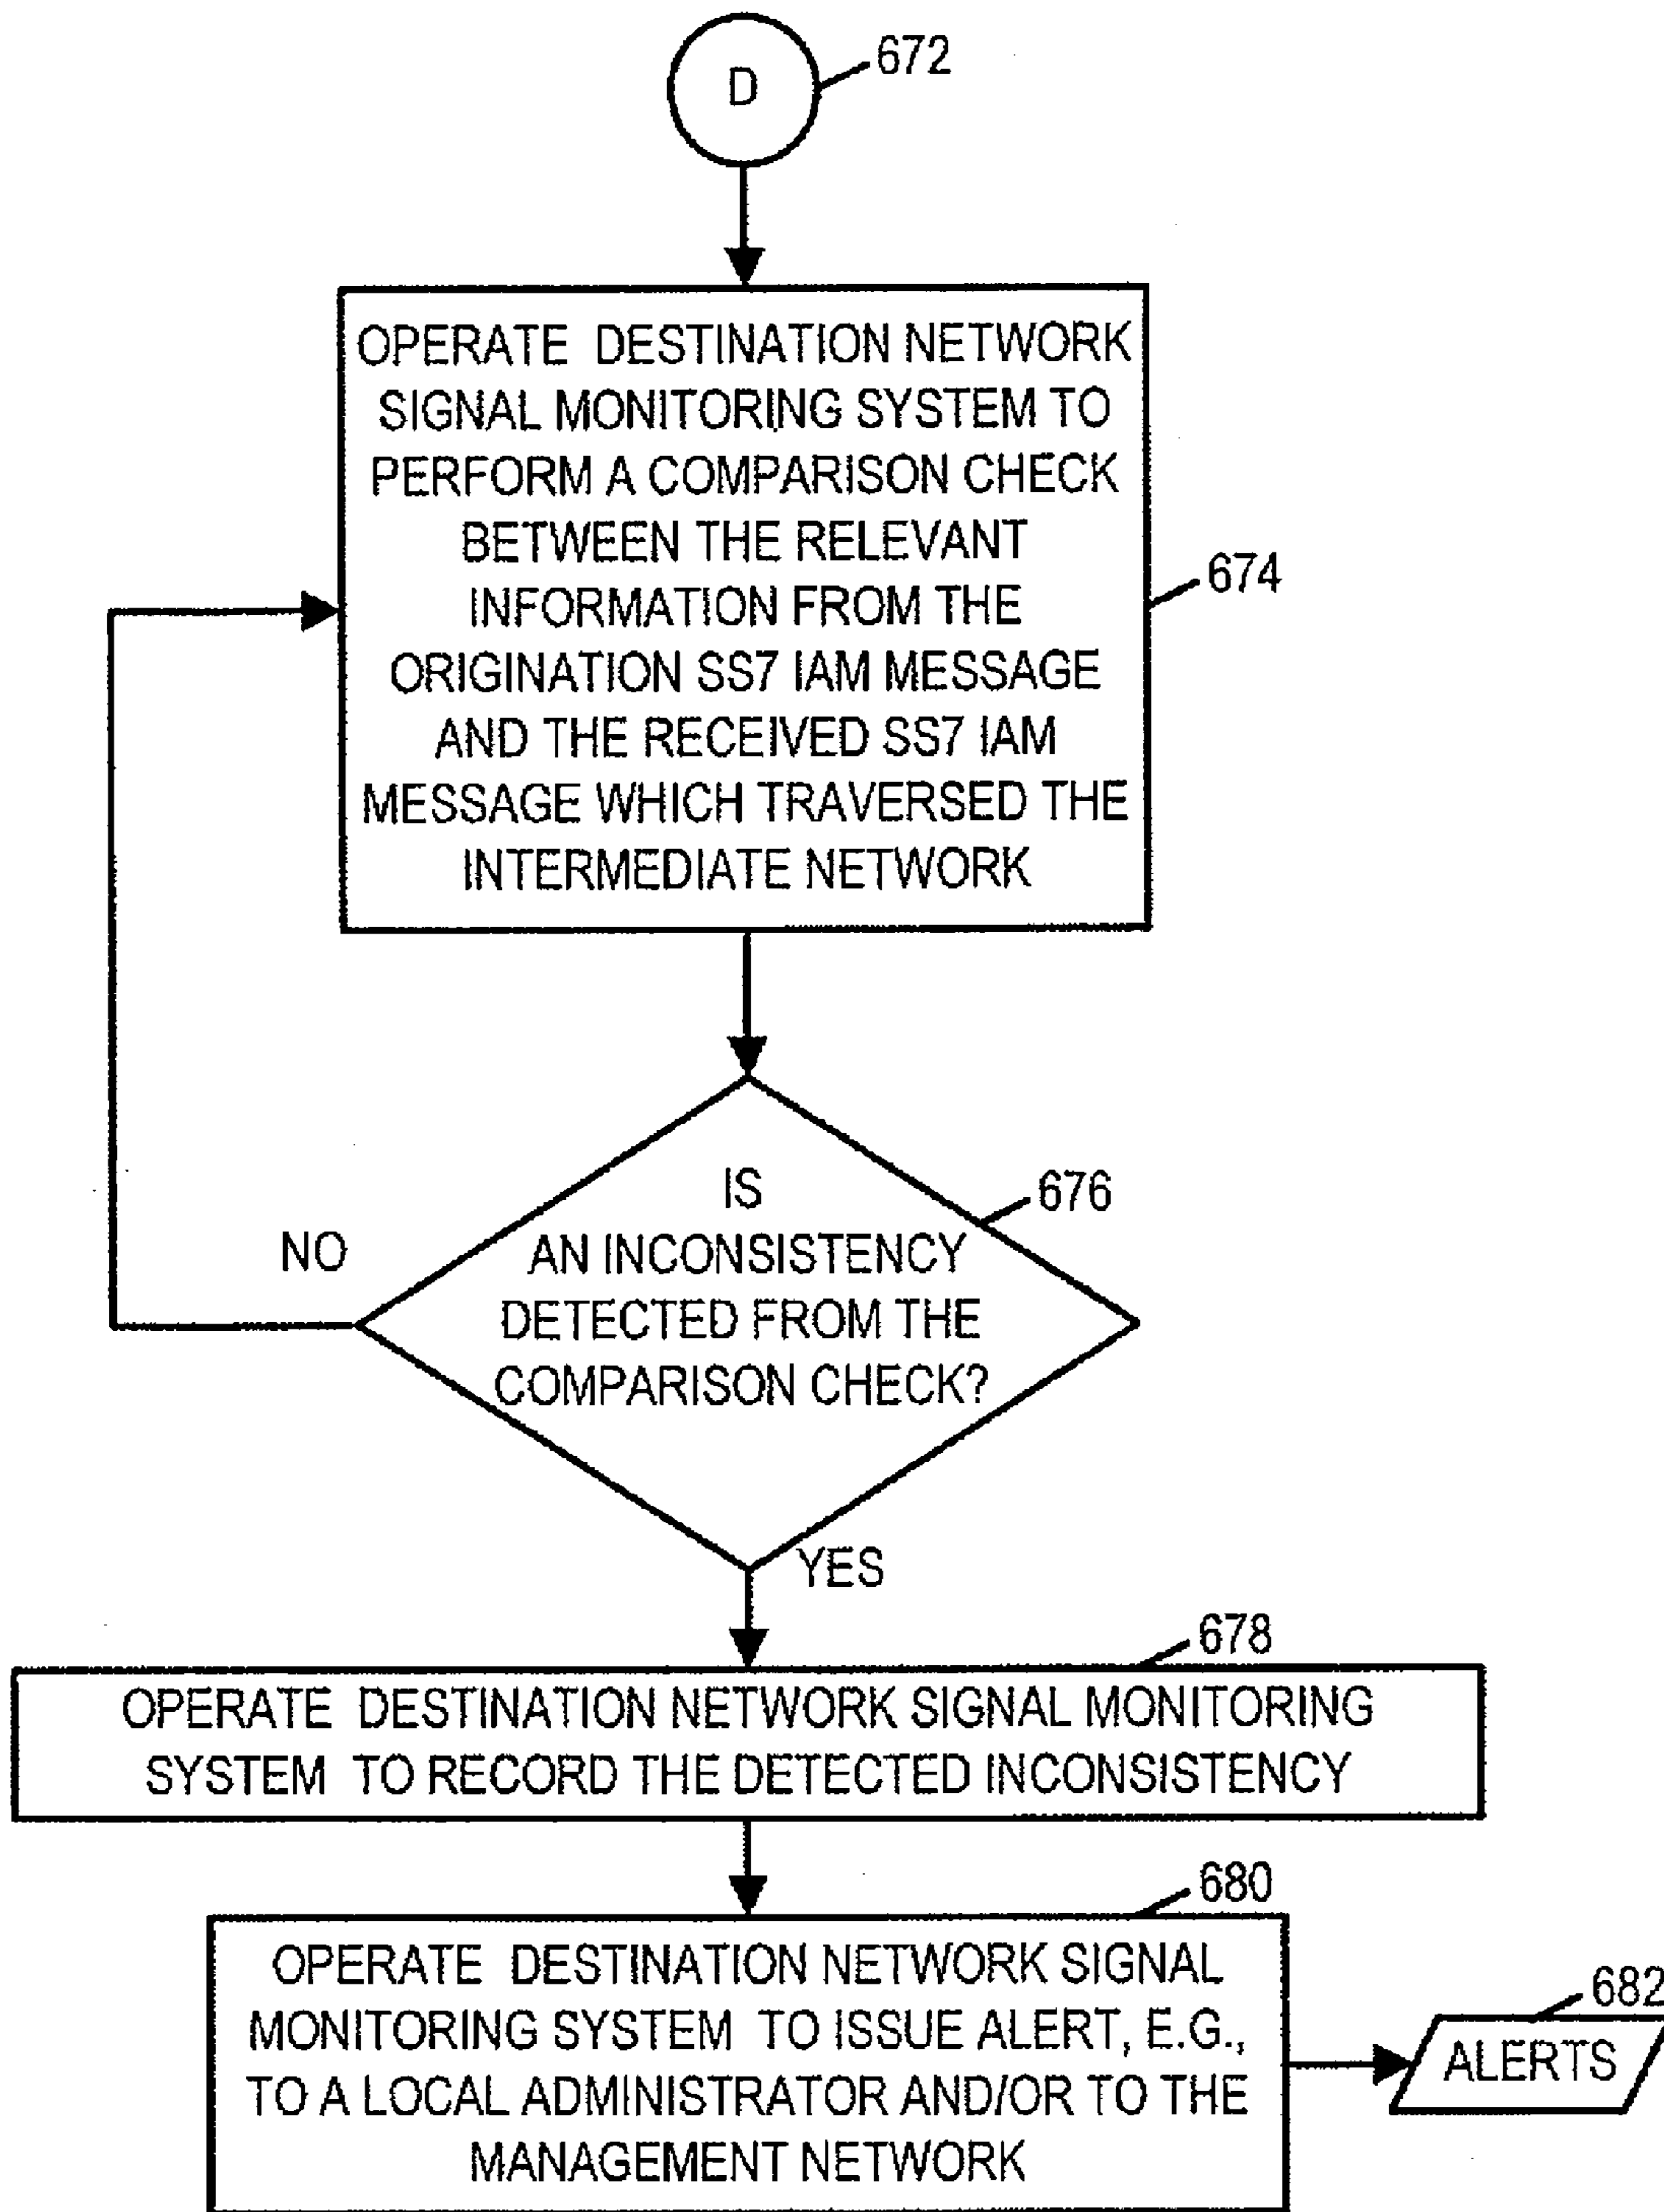 D
672
OPERATE DESTINATION NETWORK
SIGNAL MONITORING SYSTEM TO
PERFORM A COMPARISON CHECK
BETWEEN THE RELEVANT
INFORMATION FROM THE
ORIGINATION SS7 IAM MESSAGE
AND THE RECEIVED SS7 IAM
MESSAGE WHICH TRAVERSED THE
INTERMEDIATE NETWORK
674
IS
AN INCONSISTENCY
DETECTED FROM THE
COMPARISON CHECK?
676
NO
YES
678
OPERATE DESTINATION NETWORK SIGNAL MONITORING
SYSTEM TO RECORD THE DETECTED INCONSISTENCY
680
OPERATE DESTINATION NETWORK SIGNAL
MONITORING SYSTEM TO ISSUE ALERT, E.G.,
TO A LOCAL ADMINISTRATOR AND/OR TO THE
MANAGEMENT NETWORK
682
ALERTS